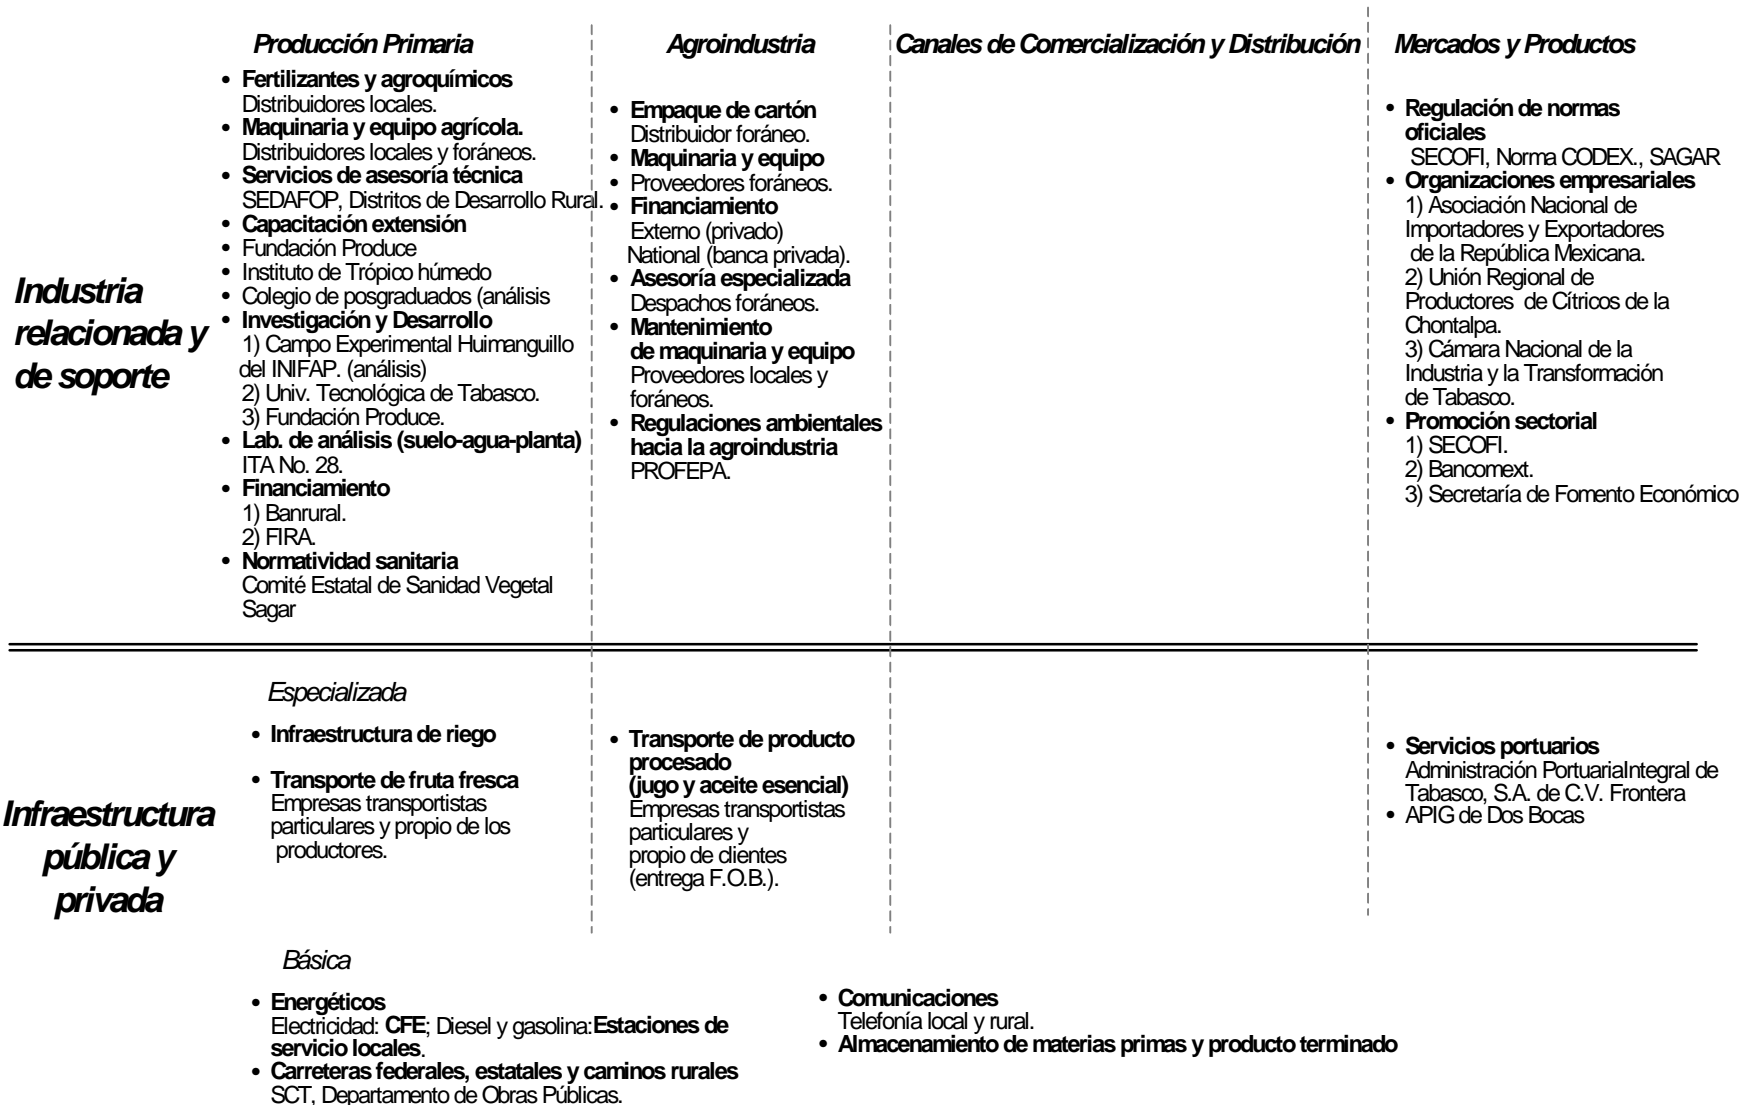 Producción Primaria
Agroindustria
Canales de Comercialización y Distribución
Mercados y Productos
Industria
relacionada y
de soporte
• Fertilizantes y agroquímicos
Distribuidores locales.
• Maquinaria y equipo agrícola.
Distribuidores locales y foráneos.
• Servicios de asesoría técnica
SEDAFOP, Distritos de Desarrollo Rural.
• Capacitación extensión
• Fundación Produce
• Instituto de Trópico húmedo
• Colegio de posgraduados (análisis
• Investigación y Desarrollo
1) Campo Experimental Huimanguillo
del INIFAP. (análisis)
2) Univ. Tecnológica de Tabasco.
3) Fundación Produce.
• Lab. de análisis (suelo-agua-planta)
ITA No. 28.
• Financiamiento
1) Banrural.
2) FIRA.
• Normatividad sanitaria
Comité Estatal de Sanidad Vegetal
Sagar
• Empaque de cartón
Distribuidor foráneo.
• Maquinaria y equipo
• Proveedores foráneos.
• Financiamiento
Externo (privado)
National (banca privada).
• Asesoría especializada
Despachos foráneos.
• Mantenimiento
de maquinaria y equipo
Proveedores locales y
foráneos.
• Regulaciones ambientales
hacia la agroindustria
PROFEPA.
• Regulación de normas
oficiales
SECOFI, Norma CODEX., SAGAR
• Organizaciones empresariales
1) Asociación Nacional de
Importadores y Exportadores
de la República Mexicana.
2) Unión Regional de
Productores de Cítricos de la
Chontalpa.
3) Cámara Nacional de la
Industria y la Transformación
de Tabasco.
• Promoción sectorial
1) SECOFI.
2) Bancomext.
3) Secretaría de Fomento Económico
Infraestructura
pública y
privada
Especializada
• Infraestructura de riego
• Transporte de fruta fresca
Empresas transportistas
particulares y propio de los
productores.
• Transporte de producto
procesado
(jugo y aceite esencial)
Empresas transportistas
particulares y
propio de clientes
(entrega F.O.B.).
• Servicios portuarios
Administración PortuariaIntegral de
Tabasco, S.A. de C.V. Frontera
• APIG de Dos Bocas
Básica
• Energéticos
Electricidad: CFE; Diesel y gasolina:Estaciones de
servicio locales.
• Carreteras federales, estatales y caminos rurales
SCT, Departamento de Obras Públicas.
• Comunicaciones
Telefonía local y rural.
• Almacenamiento de materias primas y producto terminado